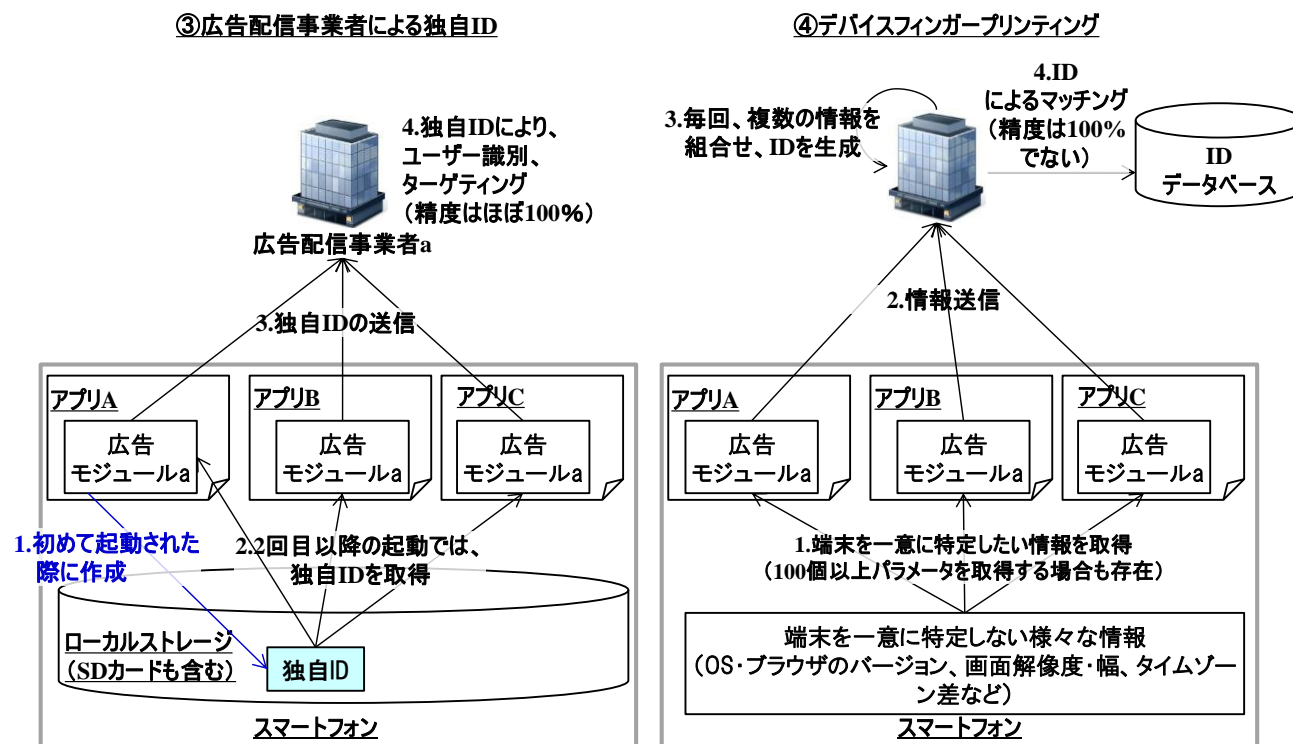 ③広告配信事業者による独自ID
4.独自IDにより、
ユーザー識別、
ターゲティング
（精度はほぼ100％）
広告配信事業者a
3.独自IDの送信
アプリA
広告
モジュールa
アプリB
広告
モジュールa
アプリC
広告
モジュールa
1.初めて起動された
際に作成
2.2回目以降の起動では、
独自IDを取得
ローカルストレージ
（SDカードも含む）
独自ID
スマートフォン
④デバイスフィンガープリンティング
3.毎回、複数の情報を
組合せ、IDを生成
4.ID
によるマッチング
（精度は100%
でない）
ID
データベース
2.情報送信
アプリA
広告
モジュールa
アプリB
広告
モジュールa
アプリC
広告
モジュールa
1.端末を一意に特定したい情報を取得
（100個以上パラメータを取得する場合も存在）
端末を一意に特定しない様々な情報
（OS・ブラウザのバージョン、画面解像度・幅、タイムゾー
ン差など）
スマートフォン